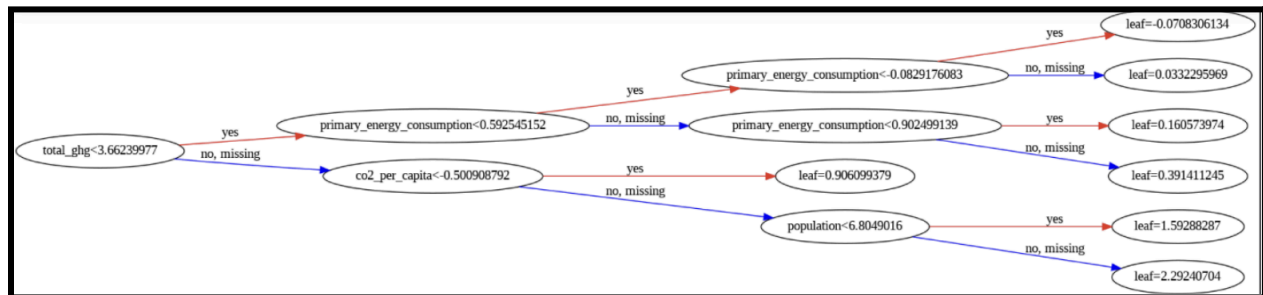 leaf=-0.0708306134
yes
primary_energy_consumption<-0.0829176083
no, missing
leaf=0.0332295969
yes
primary_energy_consumption<0.592545152
no, missing
primary_energy_consumption<0.902499139
yes
leaf=0.160573974
yes
no, missing
total_ghg<3.66239977
no, missing
co2_per_capita<-0.500908792
yes
leaf=0.906099379
leaf=0.391411245
no, missing
population<6.8049016
yes
leaf=1.59288287
no, missing
leaf=2.29240704